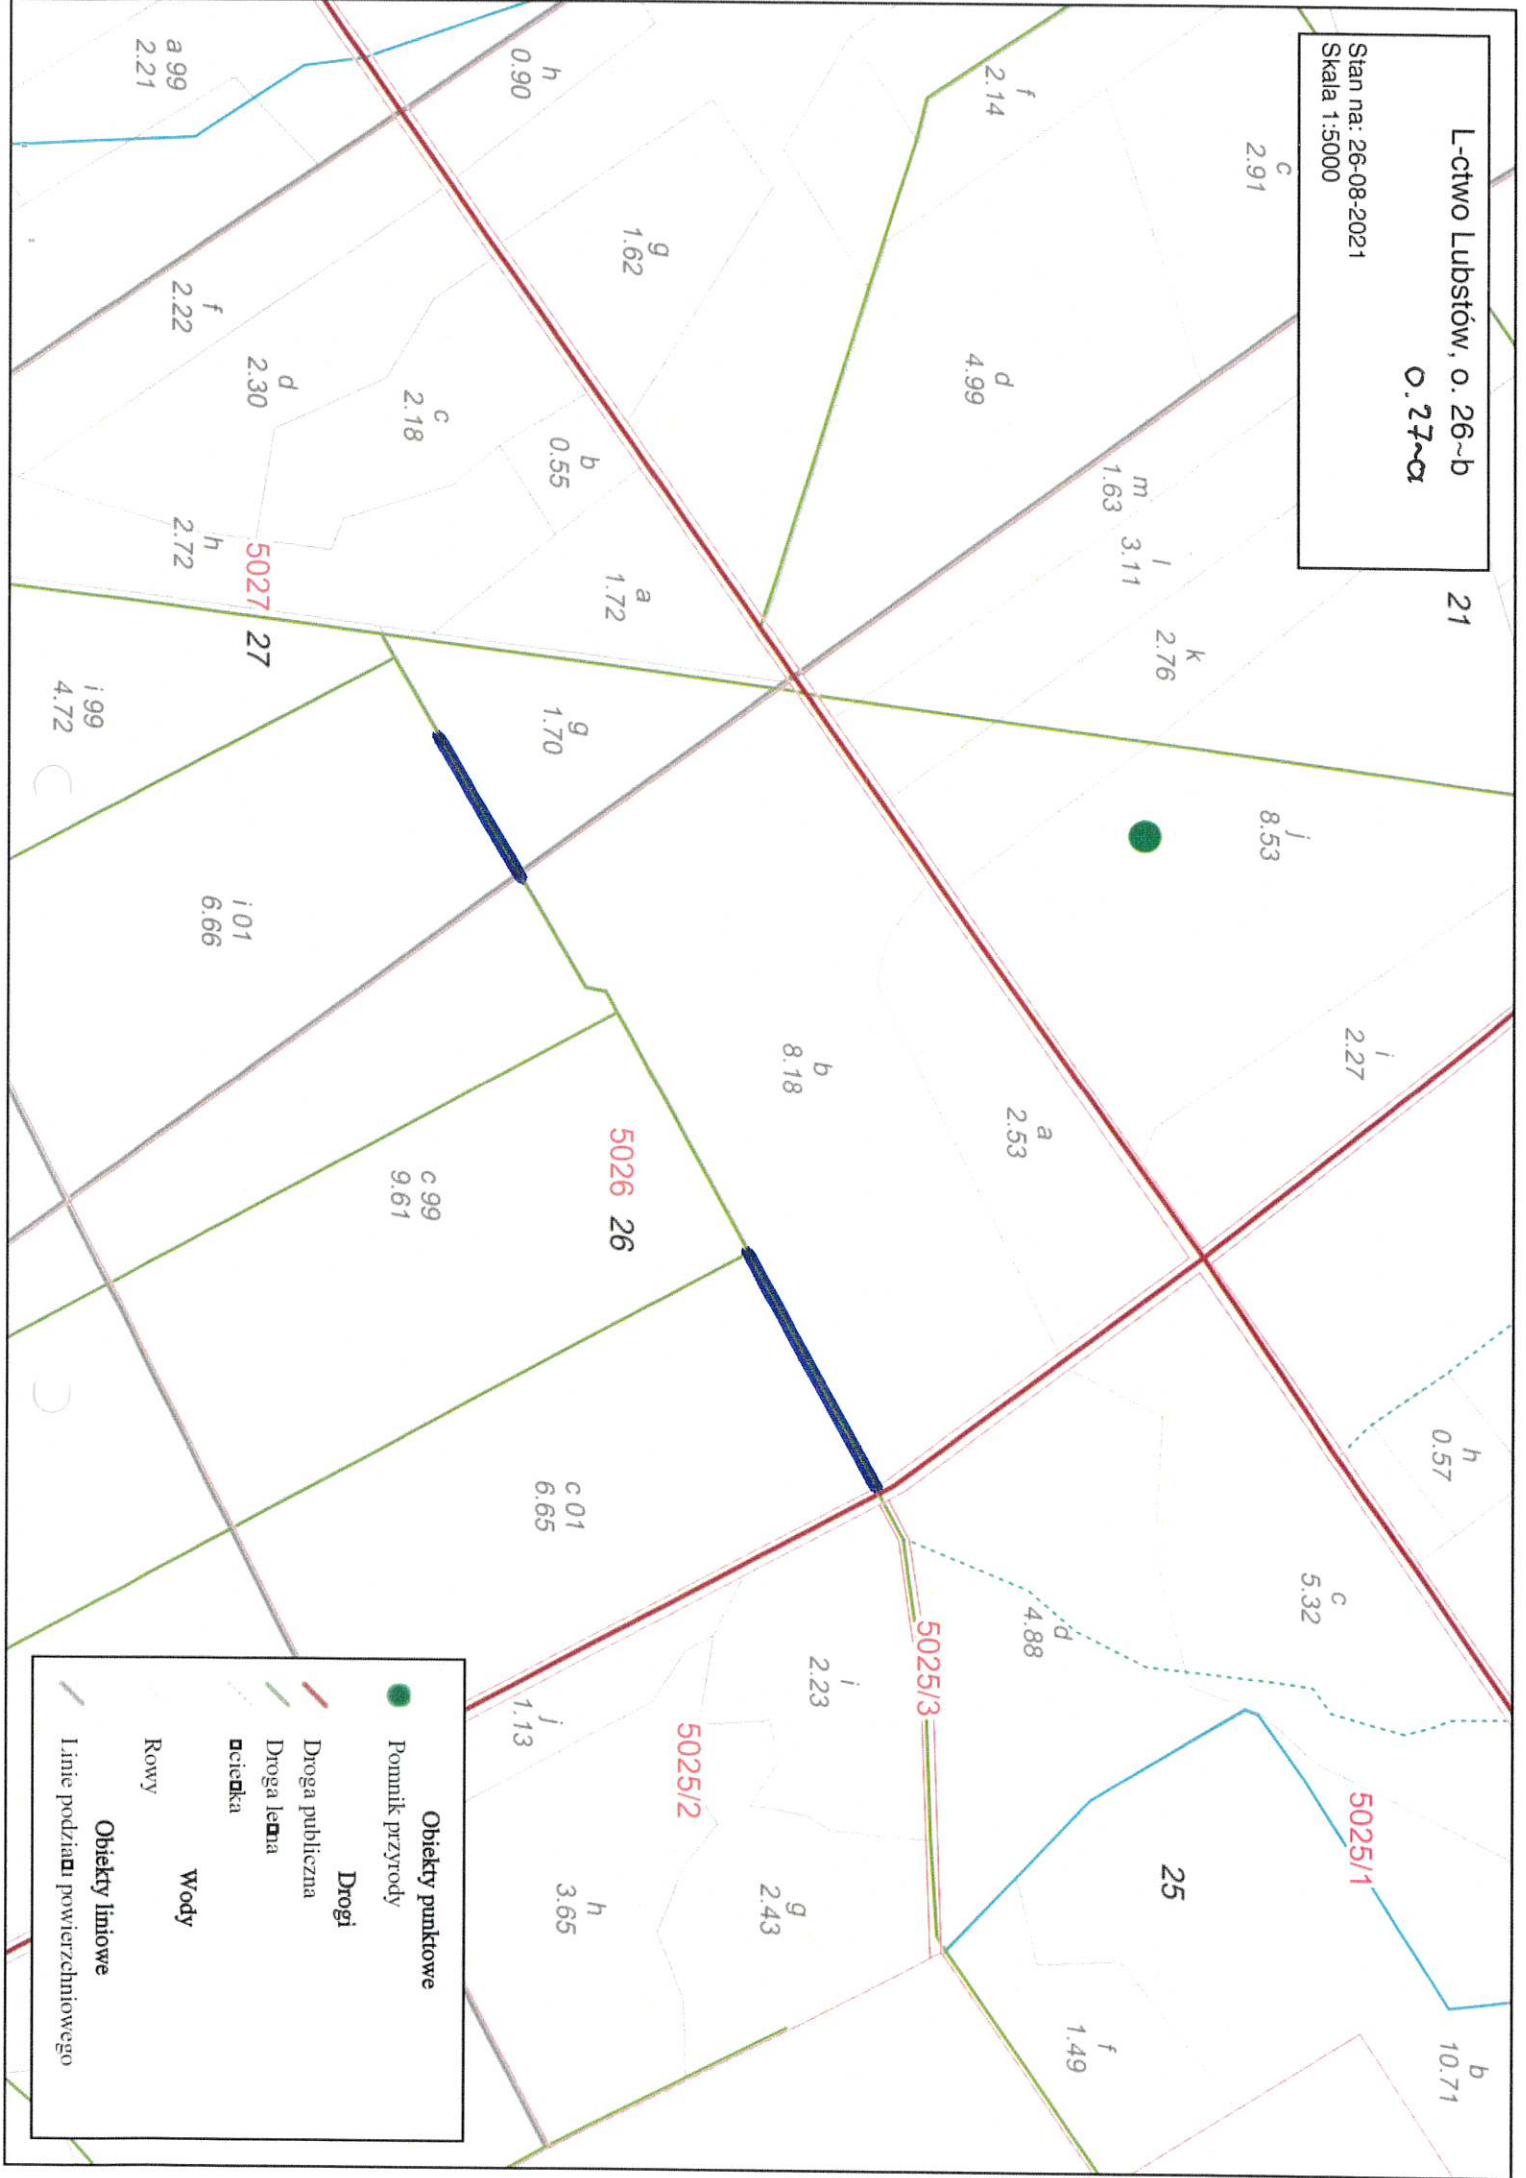 L-ctwo Lubstów, o. 26~b
o. 27~a
Stan na: 26-08-2021
Skala 1:5000
21
c
2.91
f
2.14
h
0.90
a 99
2.21
g
1.62
d
4.99
m
1.63
l
3.11
k
2.76
j
8.53
i
2.27
f
2.22
d
2.30
c
2.18
b
0.55
a
1.72
h
2.72
5027 27
g
1.70
i 99
4.72
i 01
6.66
b
8.18
a
2.53
5026 26
c 99
9.61
c 01
6.65
h
0.57
c
5.32
d
4.88
5025/3
i
2.23
j
1.13
5025/2
5025/1
25
g
2.43
h
3.65
f
1.49
b
10.71
Obiekty punktowe
Pomnik przyrody
Drogi
Droga publiczna
Droga le□na
□cie□ka
Wody
Rowy
Obiekty liniowe
Linie podzia□u powierzchniowego